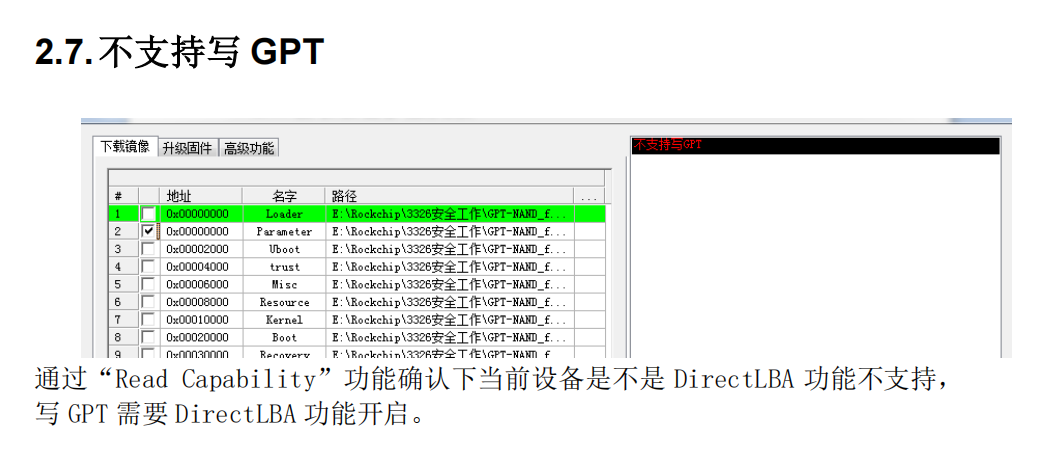 2.7.不支持写 GPT
下载镜像 升级固件 高级功能
不支持写GPT
# 地址 名字 路径 ...
1 0x00000000 Loader E:\Rockchip\3326安全工作\GPT-NAND_f...
2 0x00000000 Parameter E:\Rockchip\3326安全工作\GPT-NAND_f...
3 0x00002000 Uboot E:\Rockchip\3326安全工作\GPT-NAND_f...
4 0x00004000 trust E:\Rockchip\3326安全工作\GPT-NAND_f...
5 0x00006000 Misc E:\Rockchip\3326安全工作\GPT-NAND_f...
6 0x00008000 Resource E:\Rockchip\3326安全工作\GPT-NAND_f...
7 0x00010000 Kernel E:\Rockchip\3326安全工作\GPT-NAND_f...
8 0x00020000 Boot E:\Rockchip\3326安全工作\GPT-NAND_f...
9 0x00030000 Recovery E:\Rockchip\3326安全工作\GPT-NAND_f...
通过“Read Capability”功能确认下当前设备是不是 DirectLBA 功能不支持，
写 GPT 需要 DirectLBA 功能开启。